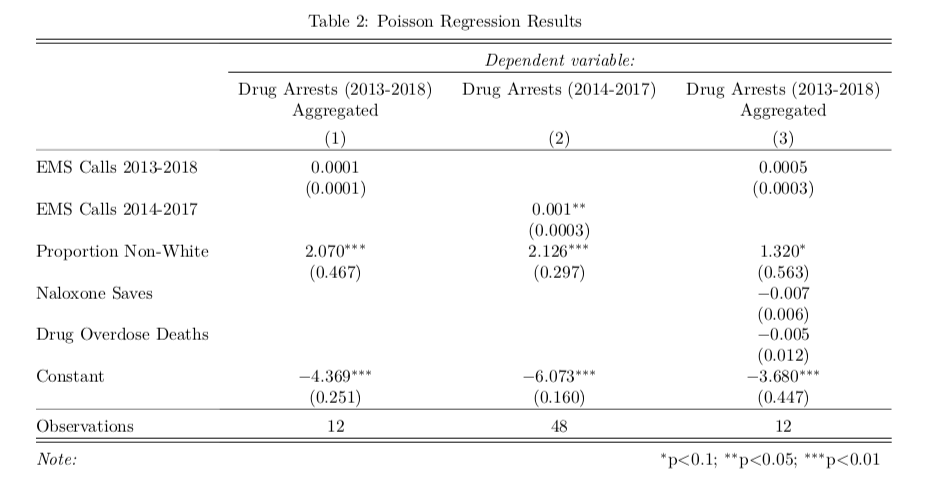 Table 2: Poisson Regression Results
Dependent variable:
Drug Arrests (2013-2018) Drug Arrests (2014-2017) Drug Arrests (2013-2018)
Aggregated Aggregated
(1) (2) (3)
EMS Calls 2013-2018 0.0001 0.0005
(0.0001) (0.0003)
EMS Calls 2014-2017 0.001**
(0.0003)
Proportion Non-White 2.070*** 2.126*** 1.320*
(0.467) (0.297) (0.563)
Naloxone Saves −0.007
(0.006)
Drug Overdose Deaths −0.005
(0.012)
Constant −4.369*** −6.073*** −3.680***
(0.251) (0.160) (0.447)
Observations 12 48 12
Note: *p<0.1; **p<0.05; ***p<0.01